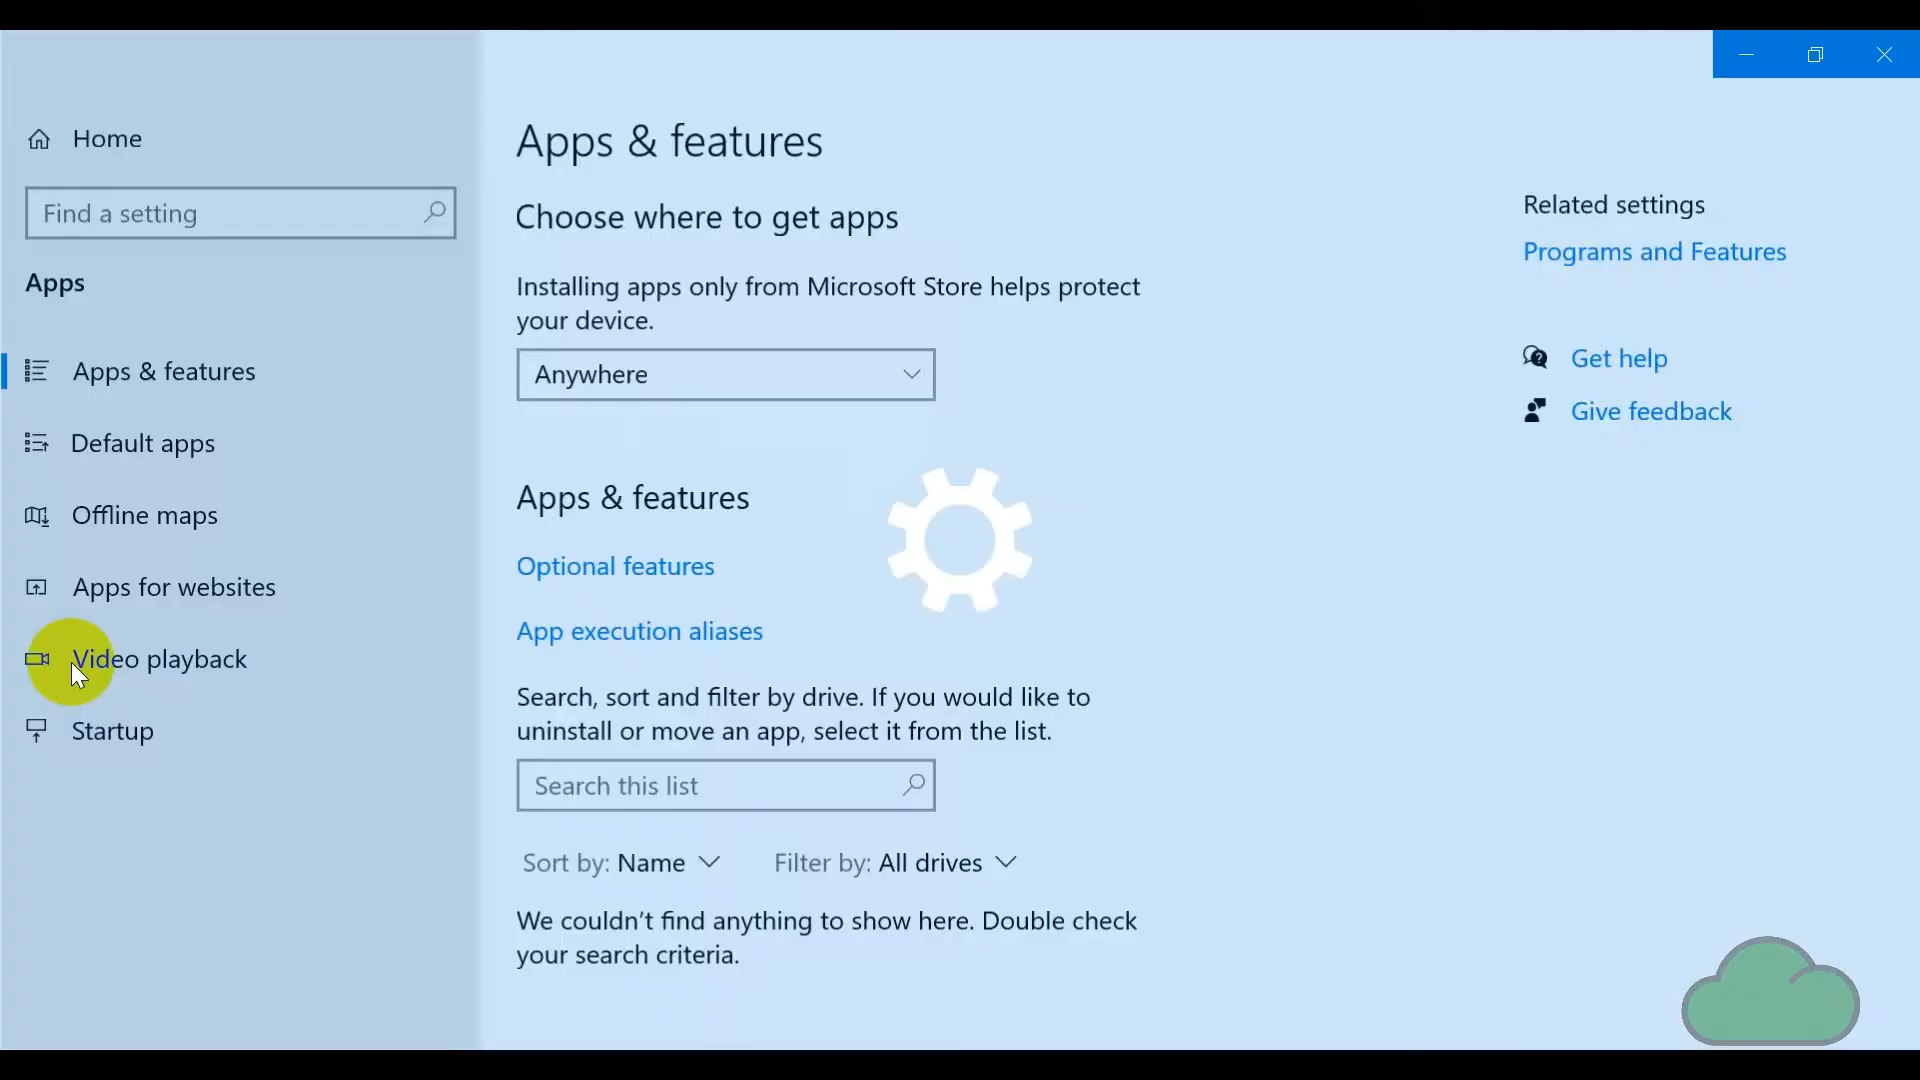 Home
Find a setting
Apps
Apps & features
Default apps
Offline maps
Apps for websites
Video playback
Startup
Apps & features
Choose where to get apps
Installing apps only from Microsoft Store helps protect
your device.
Anywhere
Apps & features
Optional features
App execution aliases
Search, sort and filter by drive. If you would like to
uninstall or move an app, select it from the list.
Search this list
Sort by: Name
Filter by: All drives
We couldn't find anything to show here. Double check
your search criteria.
Related settings
Programs and Features
Get help
Give feedback